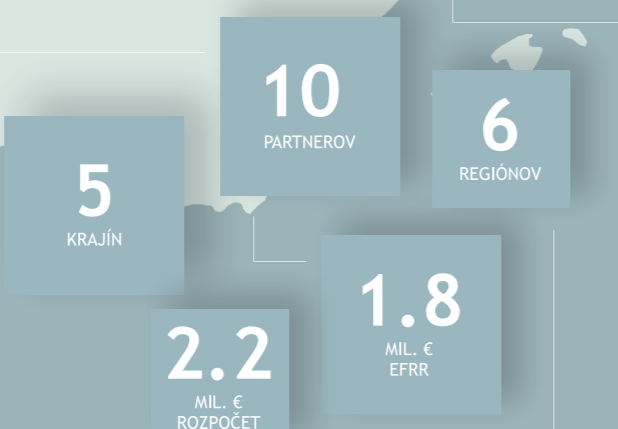 10
PARTNEROV
6
REGIÓNOV
5
KRAJÍN
1.8
MIL. €
EFRR
2.2
MIL. €
ROZPOČET